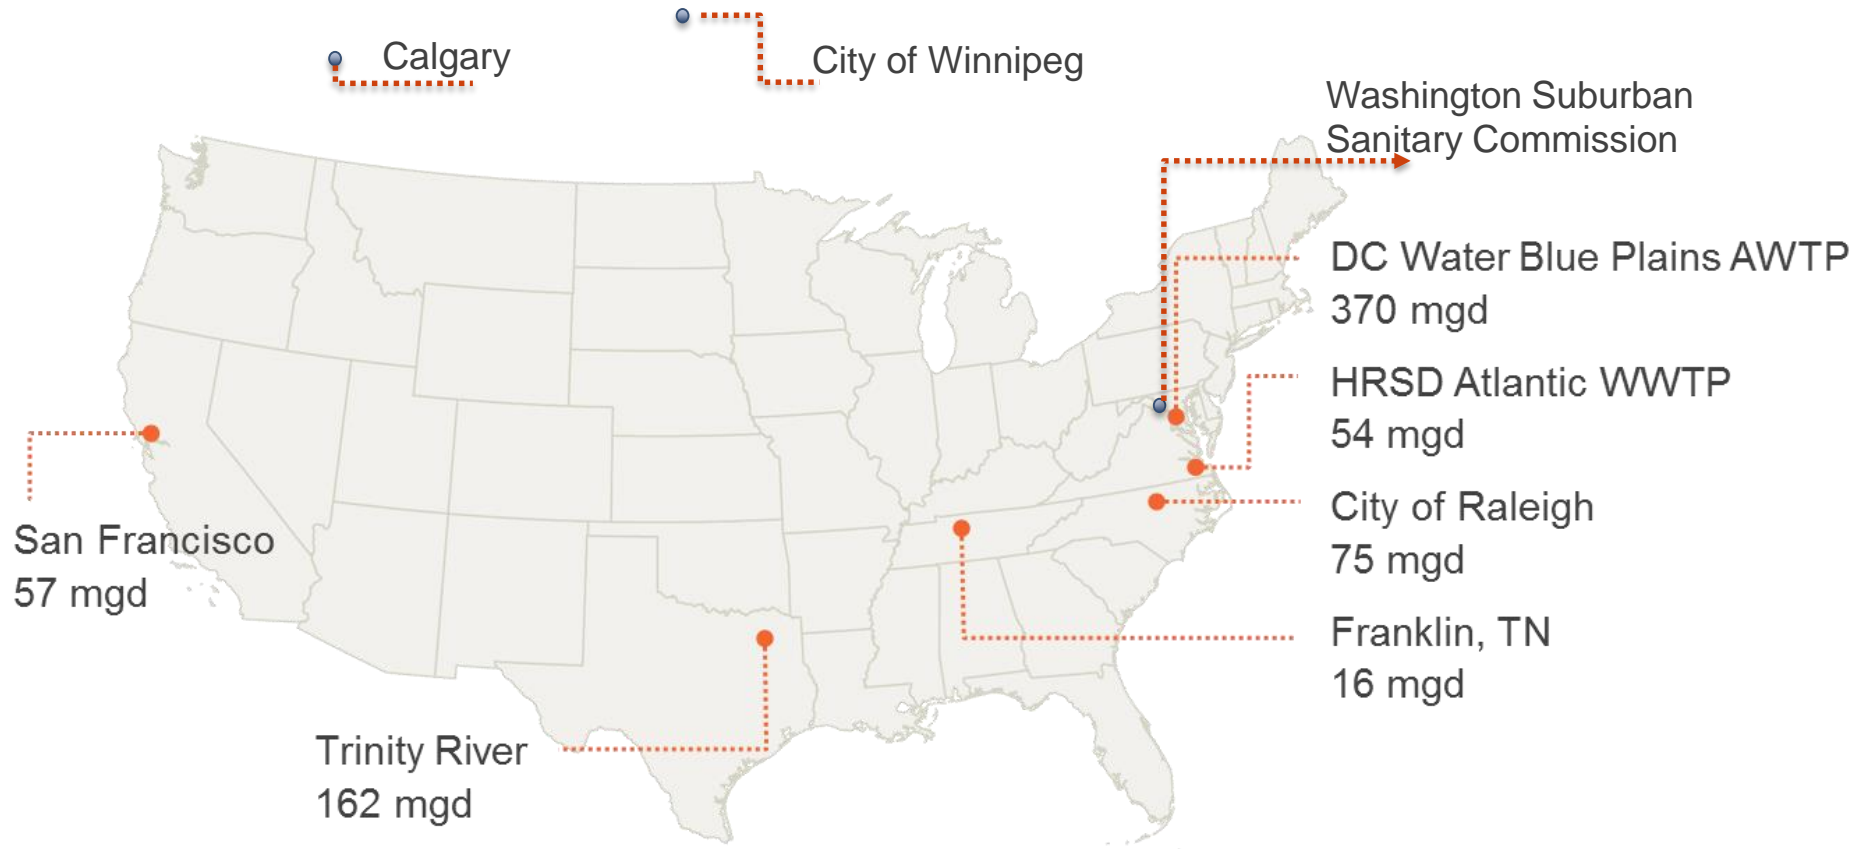 Calgary
City of Winnipeg
Washington Suburban
Sanitary Commission
DC Water Blue Plains AWTP
370 mgd
HRSD Atlantic WWTP
54 mgd
City of Raleigh
75 mgd
San Francisco
57 mgd
Franklin, TN
16 mgd
Trinity River
162 mgd